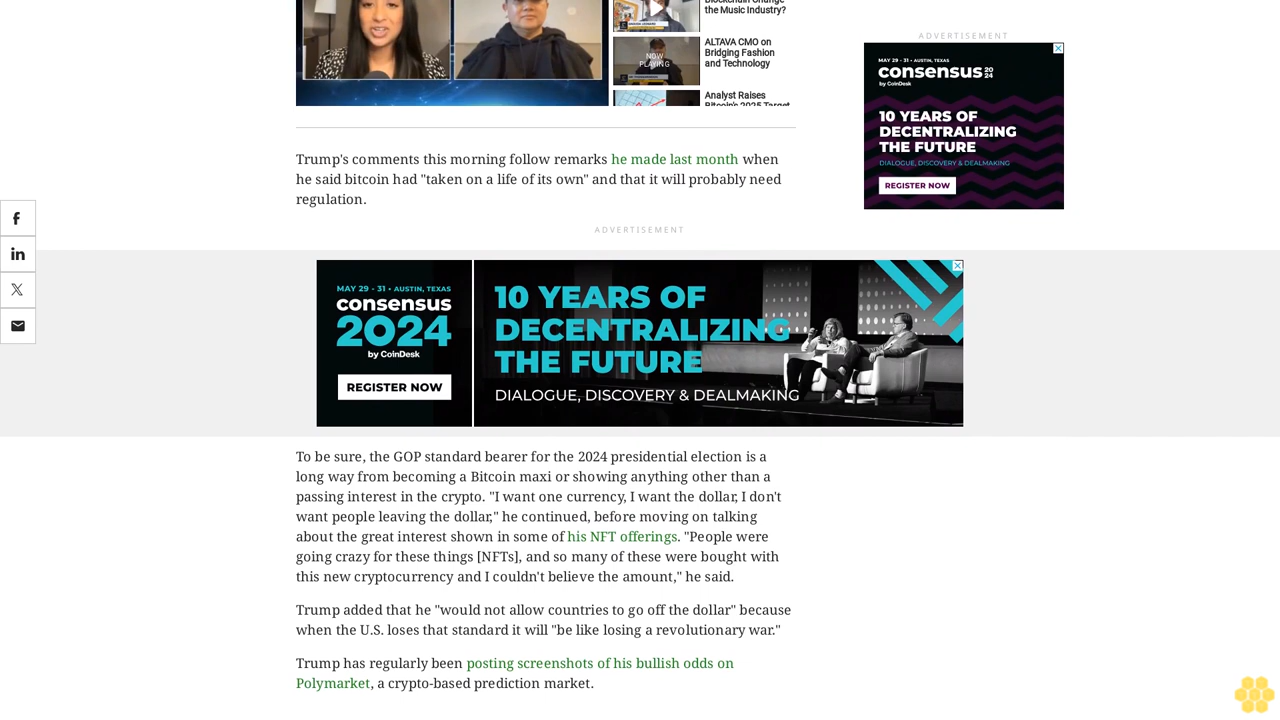 the Music Industry?
NOW
PLAYING
ALTAVA CMO on
Bridging Fashion
and Technology
Analyst Raises
Bitcoin's 2025 Target
ADVERTISEMENT
MAY 29 - 31 • AUSTIN, TEXAS
consensus 2024
by CoinDesk
10 YEARS OF
DECENTRALIZING
THE FUTURE
DIALOGUE, DISCOVERY & DEALMAKING
REGISTER NOW
Trump's comments this morning follow remarks he made last month when
he said bitcoin had "taken on a life of its own" and that it will probably need
regulation.
ADVERTISEMENT
MAY 29 - 31 • AUSTIN, TEXAS
consensus
2024
by CoinDesk
REGISTER NOW
10 YEARS OF
DECENTRALIZING
THE FUTURE
DIALOGUE, DISCOVERY & DEALMAKING
To be sure, the GOP standard bearer for the 2024 presidential election is a
long way from becoming a Bitcoin maxi or showing anything other than a
passing interest in the crypto. "I want one currency, I want the dollar, I don't
want people leaving the dollar," he continued, before moving on talking
about the great interest shown in some of his NFT offerings. "People were
going crazy for these things [NFTs], and so many of these were bought with
this new cryptocurrency and I couldn't believe the amount," he said.
Trump added that he "would not allow countries to go off the dollar" because
when the U.S. loses that standard it will "be like losing a revolutionary war."
Trump has regularly been posting screenshots of his bullish odds on
Polymarket, a crypto-based prediction market.